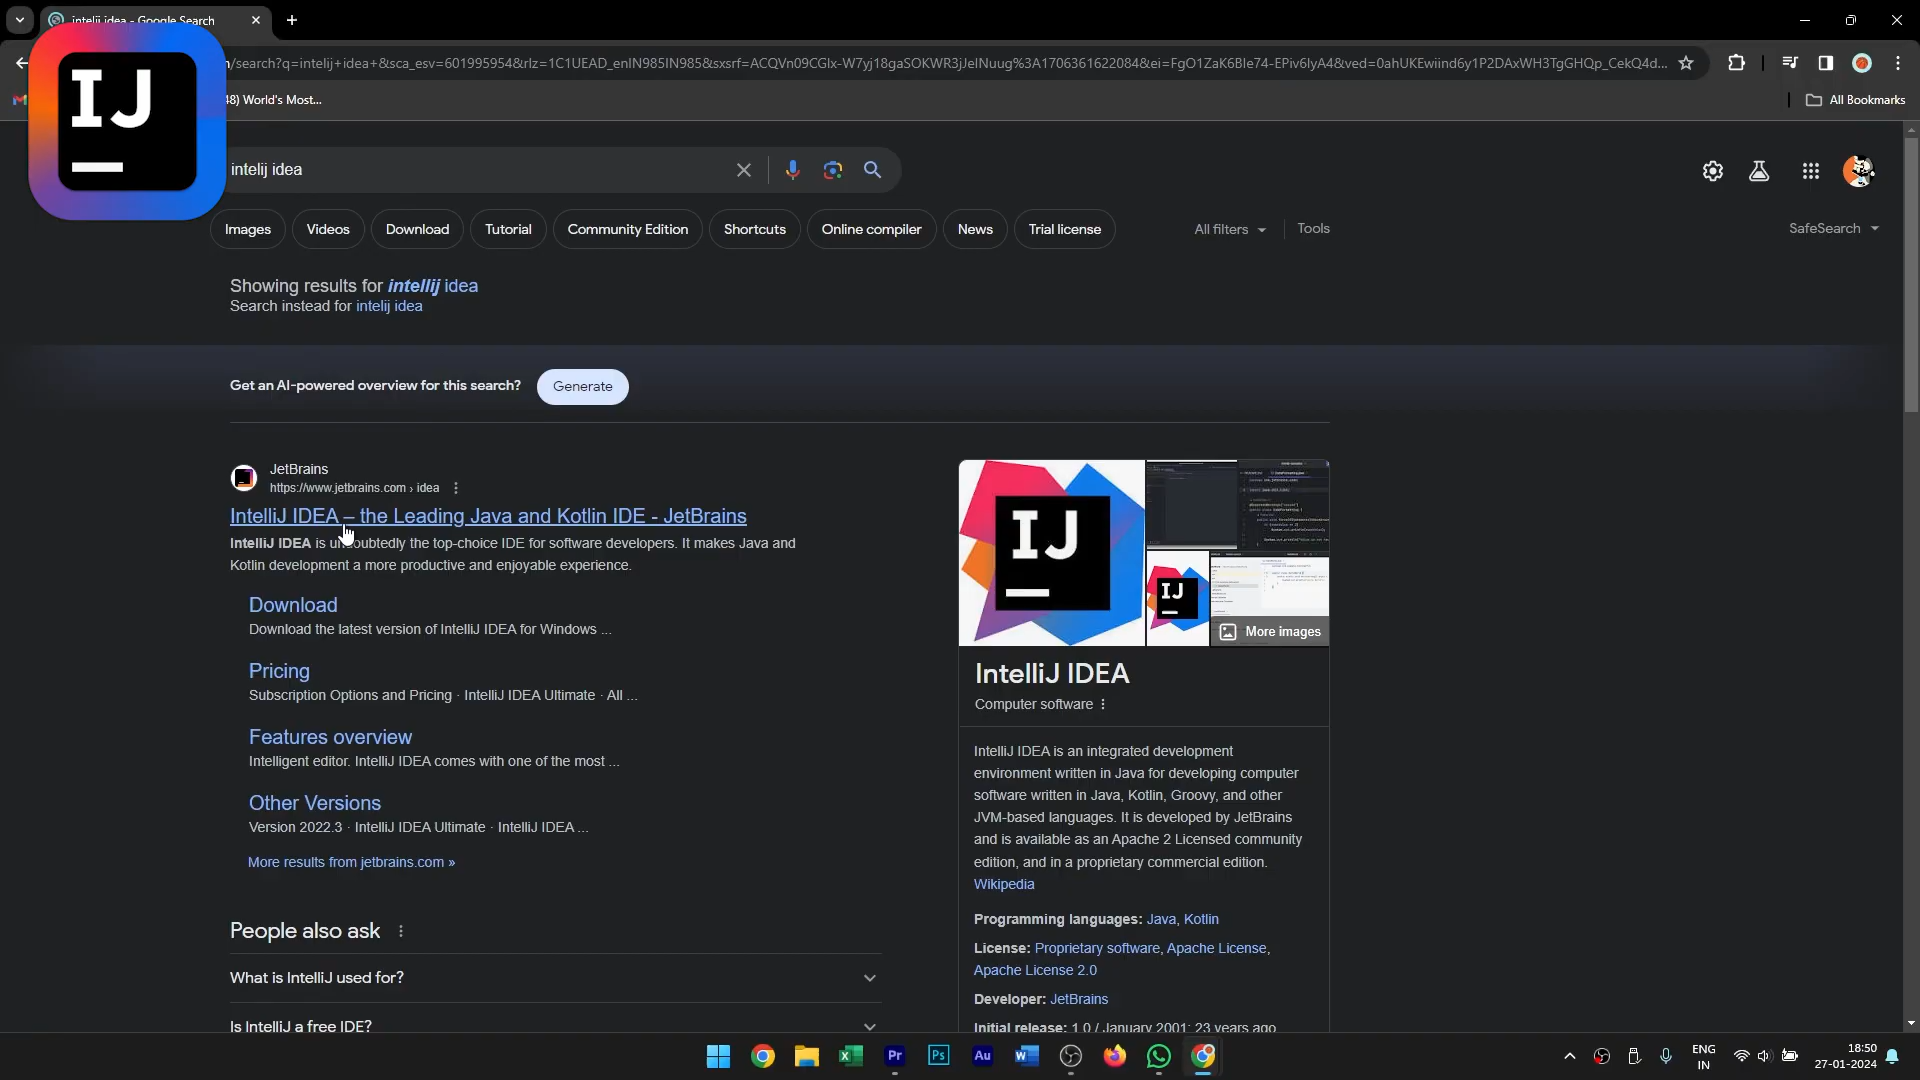 intelij idea - Google Search
/search?q=intelij+idea+&sca_esv=601995954&rlz=1C1UEAD_enIN985IN985&sxsrf=ACQVn09CGlx-W7yj18gaSOKWR3jJelNuug%3A1706361622084&ei=FgO1ZaK6Ble74-EPiv6lyA4&ved=0ahUKEwiind6y1P2DAxWH3TgGHQp_CekQ4d...
48) World's Most...
All Bookmarks
IJ
intelij idea
Images
Videos
Download
Tutorial
Community Edition
Shortcuts
Online compiler
News
Trial license
All filters
Tools
SafeSearch
Showing results for intellij idea
Search instead for intelij idea
Get an AI-powered overview for this search?
Generate
JetBrains
https://www.jetbrains.com › idea
IntelliJ IDEA – the Leading Java and Kotlin IDE - JetBrains
IntelliJ IDEA is undoubtedly the top-choice IDE for software developers. It makes Java and
Kotlin development a more productive and enjoyable experience.
Download
Download the latest version of IntelliJ IDEA for Windows ...
Pricing
Subscription Options and Pricing · IntelliJ IDEA Ultimate · All ...
Features overview
Intelligent editor. IntelliJ IDEA comes with one of the most ...
Other Versions
Version 2022.3 · IntelliJ IDEA Ultimate · IntelliJ IDEA ...
More results from jetbrains.com »
People also ask
What is IntelliJ used for?
Is IntelliJ a free IDE?
IJ
IJ
More images
IntelliJ IDEA
Computer software
IntelliJ IDEA is an integrated development
environment written in Java for developing computer
software written in Java, Kotlin, Groovy, and other
JVM-based languages. It is developed by JetBrains
and is available as an Apache 2 Licensed community
edition, and in a proprietary commercial edition.
Wikipedia
Programming languages: Java, Kotlin
License: Proprietary software, Apache License,
Apache License 2.0
Developer: JetBrains
Initial release: 1.0 / January 2001; 23 years ago
Pr
Ps
Au
W
ENG
IN
18:50
27-01-2024